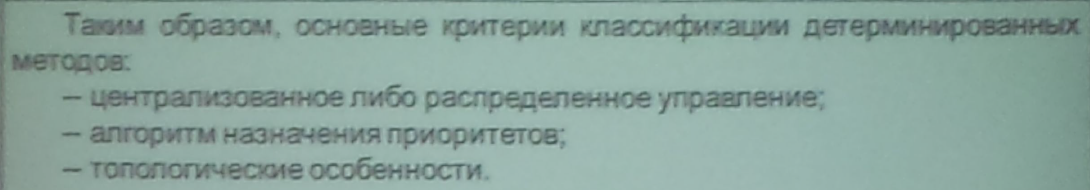 Таким образом, основные критерии классификации детерминированных
методов:
— централизованное либо распределенное управление;
— алгоритм назначения приоритетов;
— топологические особенности.